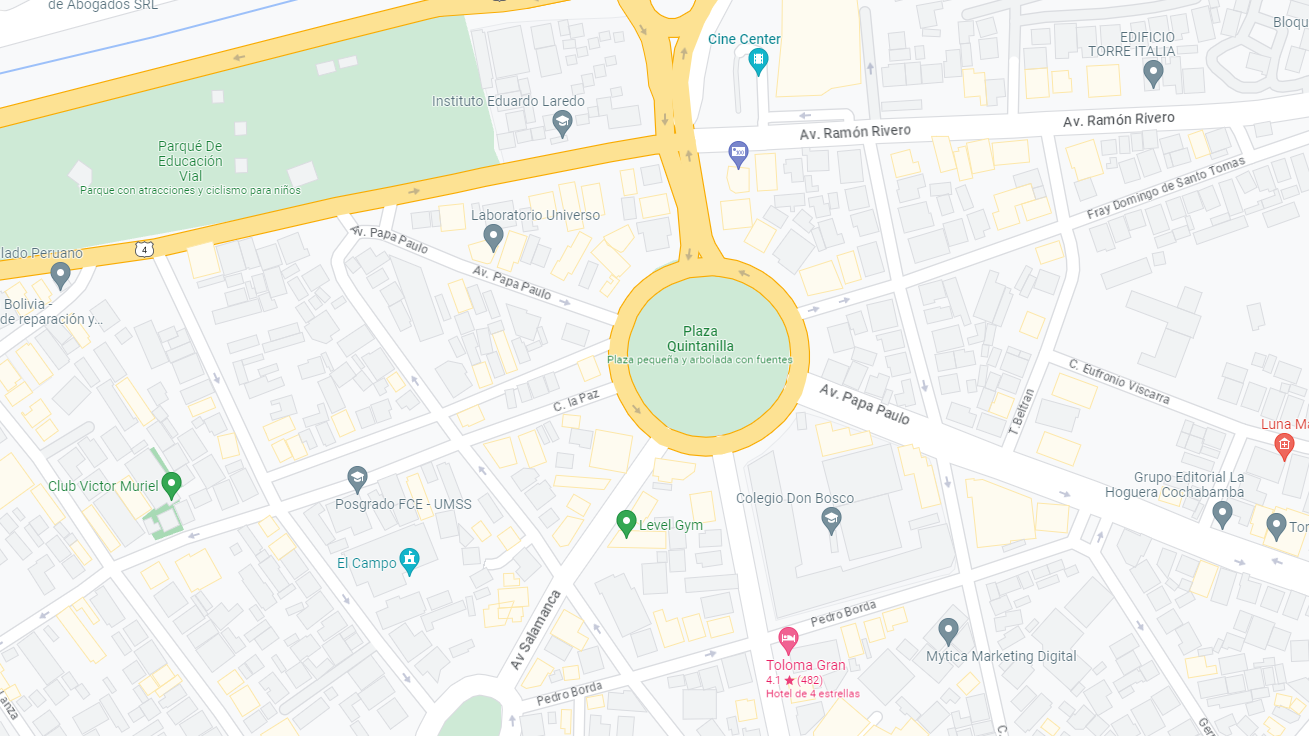 de Abogados SRL
Cine Center
EDIFICIO
TORRE ITALIA
Bloqu
Instituto Eduardo Laredo
Av. Ramón Rivero
Av. Ramón Rivero
Parqué De
Educación
Vial
Parque con atracciones y ciclismo para niños
Fray Domingo de Santo Tomas
Laboratorio Universo
Av. Papa Paulo
4
lado Peruano
Av. Papa Paulo
Bolivia -
de reparación y...
Plaza
Quintanilla
Plaza pequeña y arbolada con fuentes
C. la Paz
Av. Papa Paulo
C. Eufronio Viscarra
T. Beltran
Luna Ma
Club Victor Muriel
Posgrado FCE - UMSS
Colegio Don Bosco
Grupo Editorial La
Hoguera Cochabamba
Level Gym
Tor
El Campo
Av Salamanca
Pedro Borda
Mytica Marketing Digital
Toloma Gran
4.1 ★ (482)
Hotel de 4 estrellas
Pedro Borda
Lanza
C.
Ger